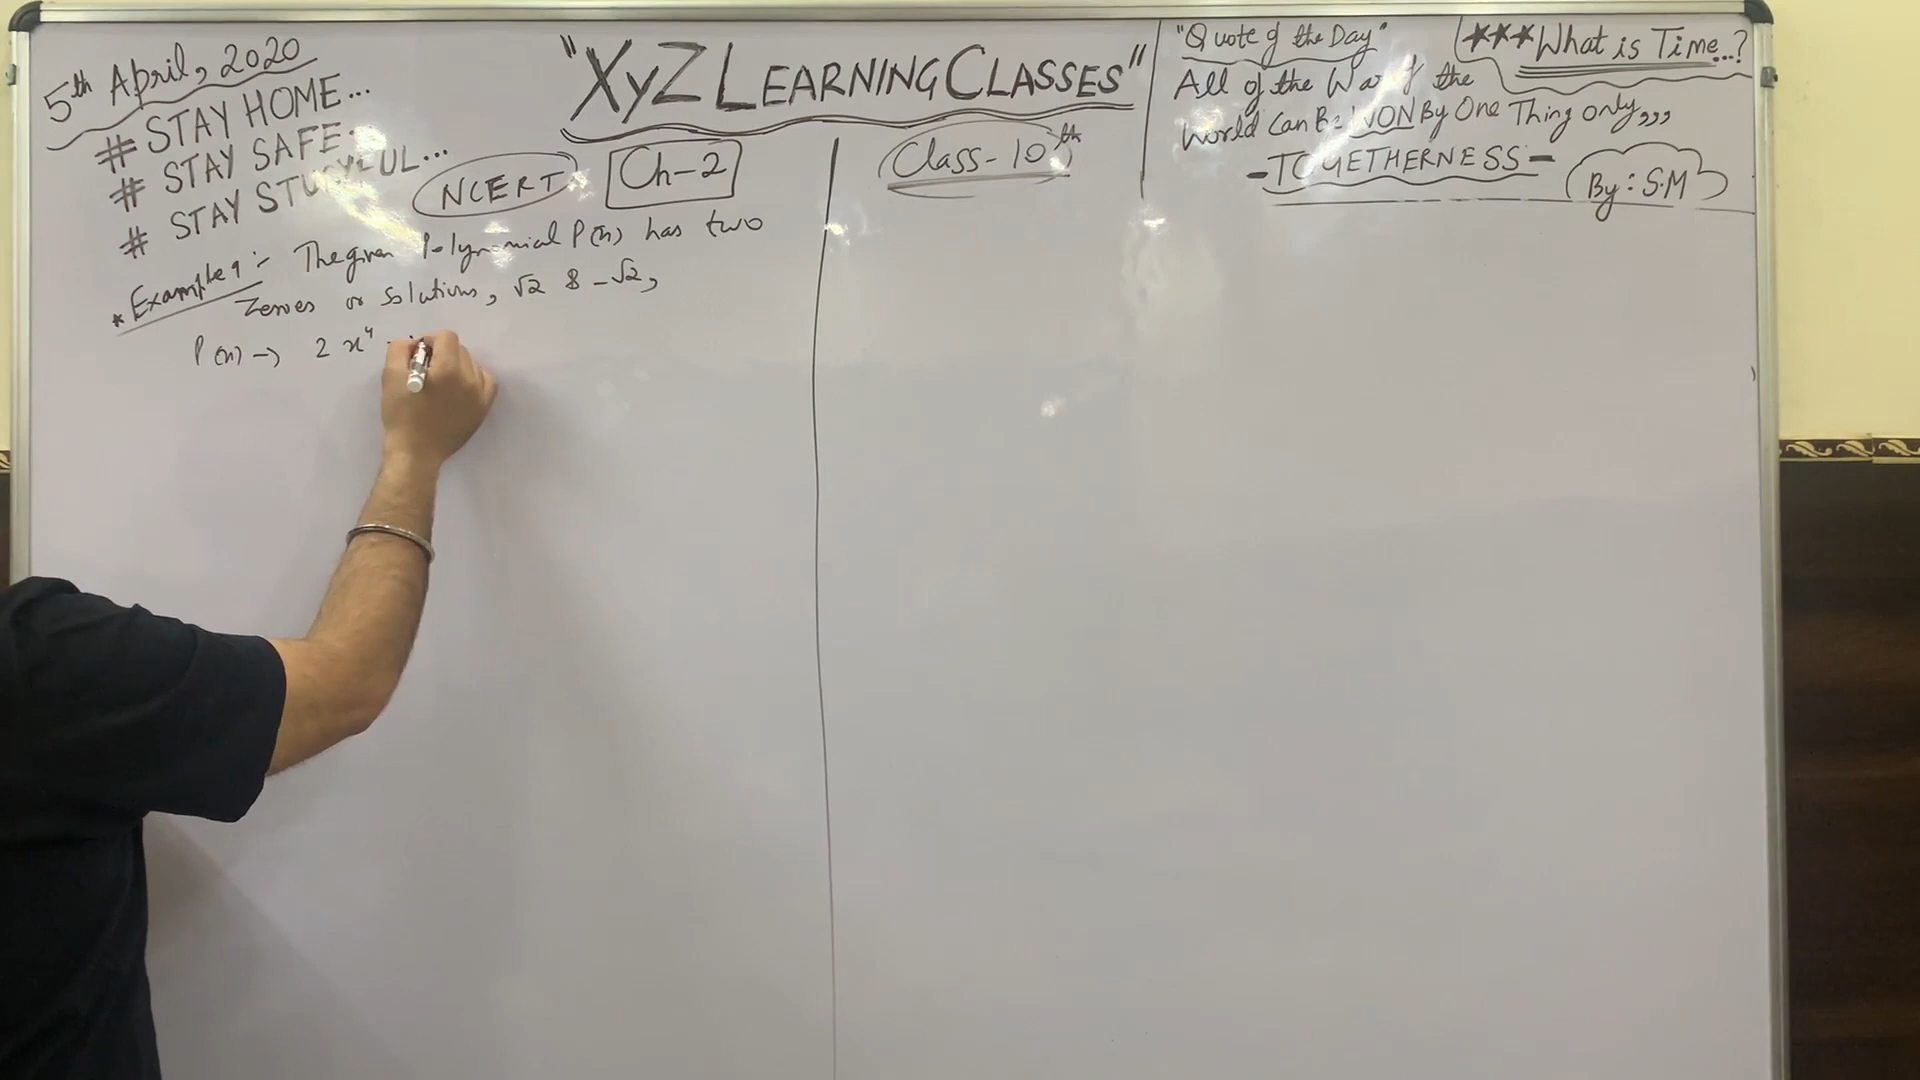 5th April, 2020
# STAY HOME...
# STAY SAFE..
# STAY STUDYFUL...
"XyZ LEARNING CLASSES"
NCERT
Ch-2
Class-10th
"Quote of the Day"
All of the War of the
World Can Be WON By One Thing only,,,
-TOGETHERNESS-
By: S.M
***What is Time...?
*Example 9:- The given Polynomial P(x) has two
Zeroes or Solutions, √2 & -√2,
P(x) -> 2x⁴ -